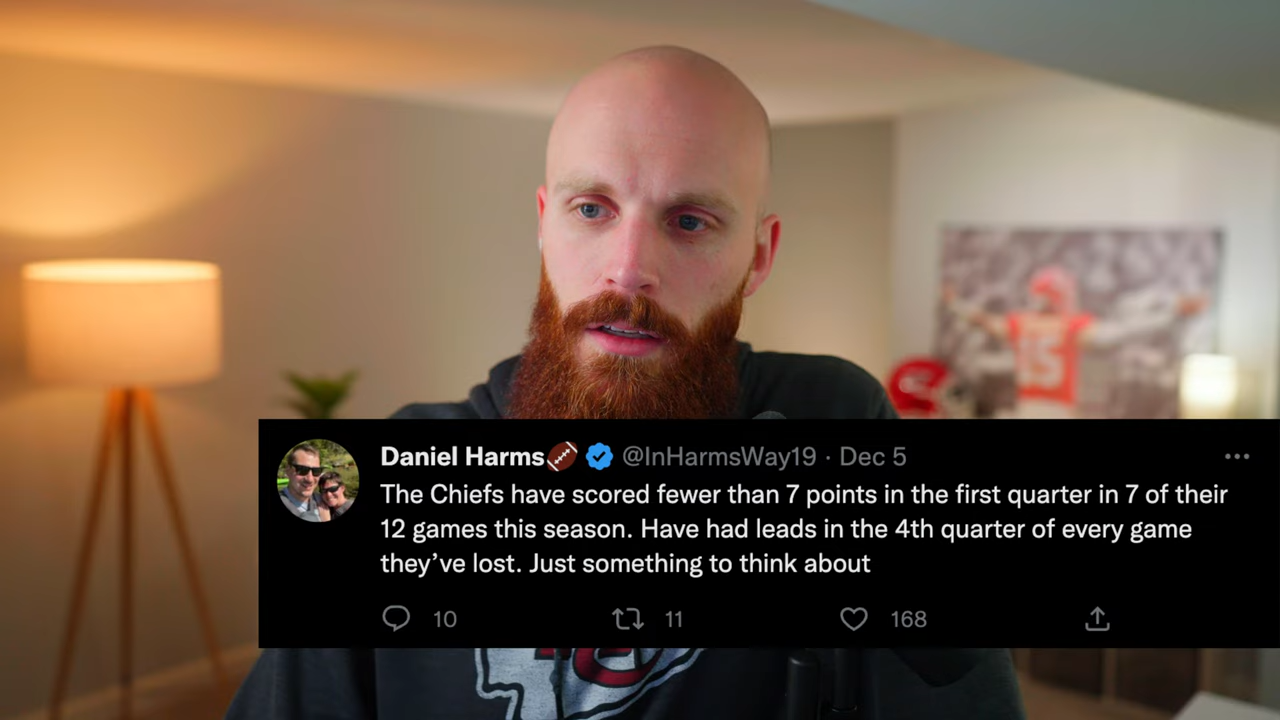 Daniel Harms🏈 @InHarmsWay19 · Dec 5
The Chiefs have scored fewer than 7 points in the first quarter in 7 of their
12 games this season. Have had leads in the 4th quarter of every game
they've lost. Just something to think about
10 11 168
15